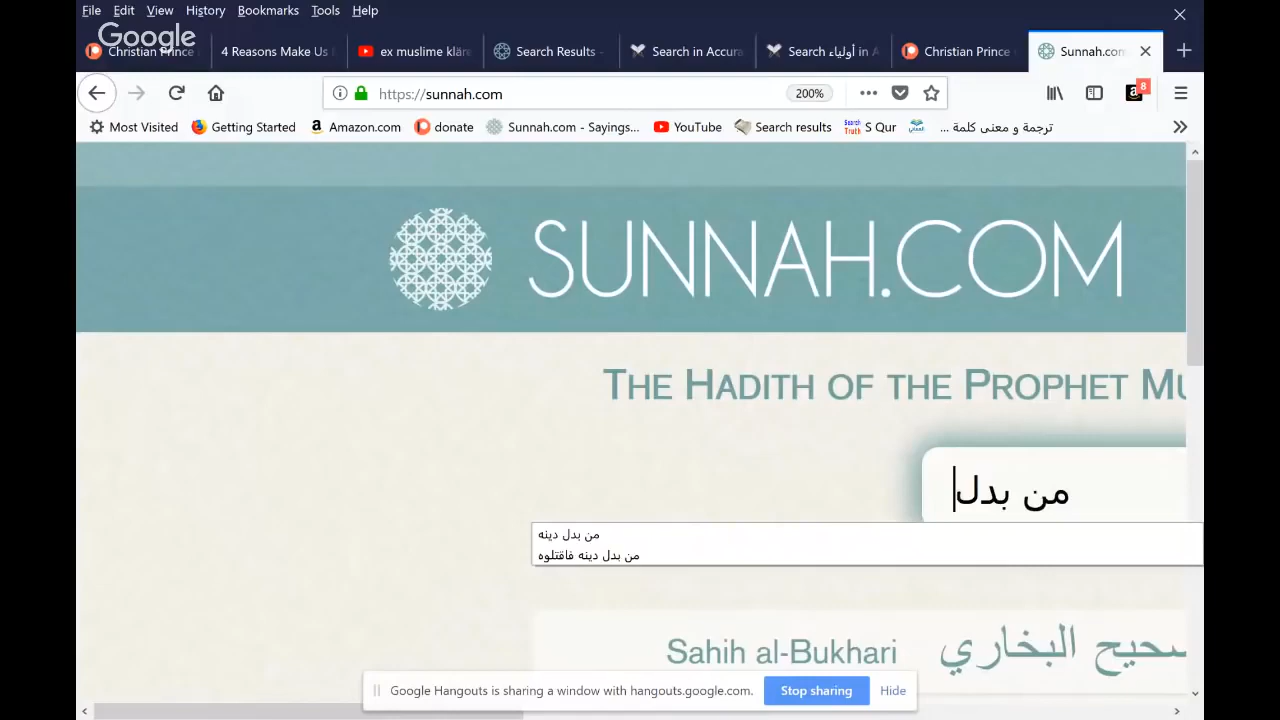 File Edit View History Bookmarks Tools Help
Google
Christian Prince
4 Reasons Make Us
ex muslime kläre
Search Results -
Search in Accura
Search أولياء in A
Christian Prince
Sunnah.com
https://sunnah.com
200%
8
Most Visited
Getting Started
Amazon.com
donate
Sunnah.com - Sayings...
YouTube
Search results
Search Truth
S Qur
ترجمة و معنى كلمة ...
SUNNAH.COM
THE HADITH OF THE PROPHET MU
من بدل
من بدل دينه
من بدل دينه فاقتلوه
Sahih al-Bukhari
صحيح البخاري
Google Hangouts is sharing a window with hangouts.google.com.
Stop sharing
Hide